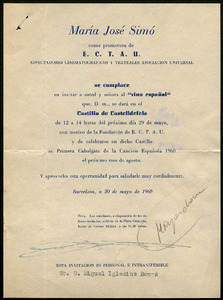 María José Simó
como promotora de
E. C. T. A. U.
ESPECTACULOS CINEMATOGRAFICOS Y TEATRALES ASOCIACION UNIVERSAL
se complace
en invitar a usted y señora al "vino español"
que, D. m., se dará en el
Castillo de Castelldefels
de 12 a 14 horas del próximo día 29 de mayo,
con motivo de la Fundación de E. C. T. A. U.
y de celebrarse en dicho Castillo
su Primera Cabalgata de la Canción Española 1960
el próximo mes de agosto.
Y aprovecha esta oportunidad para saludarle muy cordialmente.
Barcelona, a 20 de mayo de 1960
ESTA INVITACION ES PERSONAL E INTRANSFERIBLE
Sr. D. Miguel Iglesias Bonns